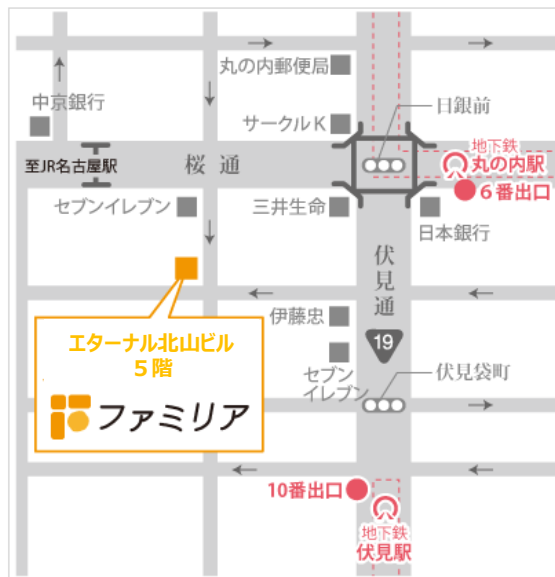 丸の内郵便局
中京銀行
日銀前
サークルK
地下鉄
丸の内駅
至JR名古屋駅
桜通
6番出口
セブンイレブン
三井生命
日本銀行
伏見通
伊藤忠
19
エターナル北山ビル
5階
セブン
イレブン
伏見袋町
ファミリア
10番出口
地下鉄
伏見駅